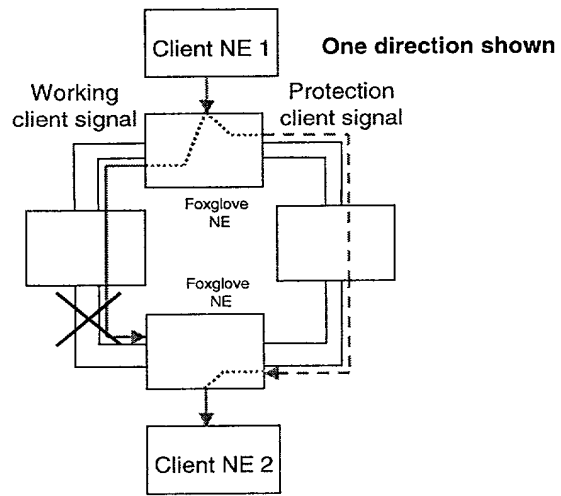 Client NE 1
One direction shown
Working
client signal
Protection
client signal
Foxglove
NE
Foxglove
NE
Client NE 2